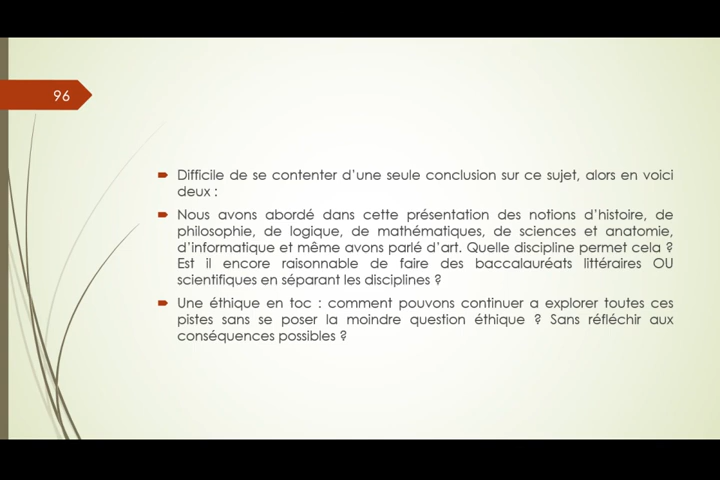 96
Difficile de se contenter d'une seule conclusion sur ce sujet, alors en voici
deux :
Nous avons abordé dans cette présentation des notions d'histoire, de
philosophie, de logique, de mathématiques, de sciences et anatomie,
d'informatique et même avons parlé d'art. Quelle discipline permet cela ?
Est il encore raisonnable de faire des baccalauréats littéraires OU
scientifiques en séparant les disciplines ?
Une éthique en toc : comment pouvons continuer a explorer toutes ces
pistes sans se poser la moindre question éthique ? Sans réfléchir aux
conséquences possibles ?